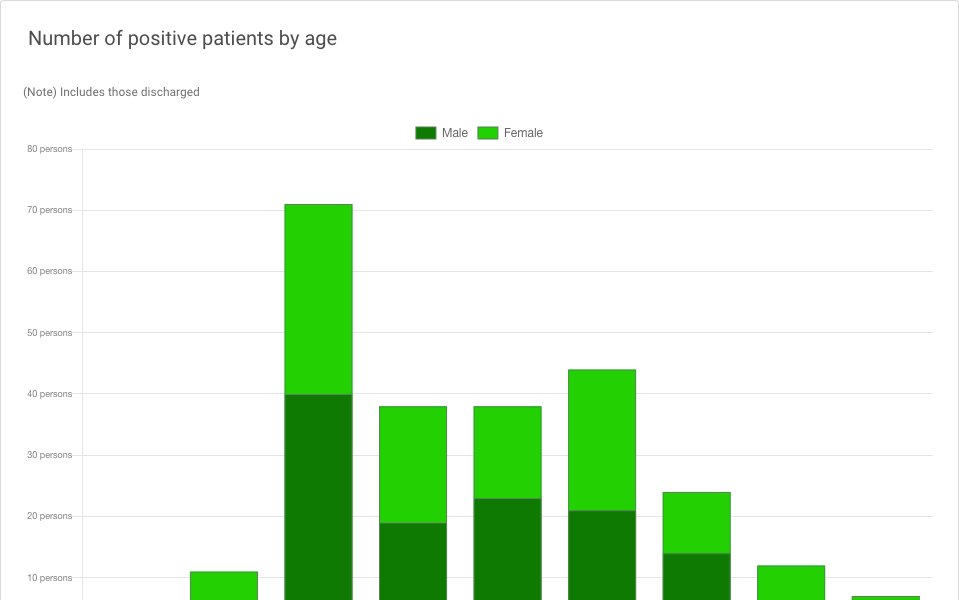 Number of positive patients by age
(Note) Includes those discharged
Male Female
80 persons
70 persons
60 persons
50 persons
40 persons
30 persons
20 persons
10 persons